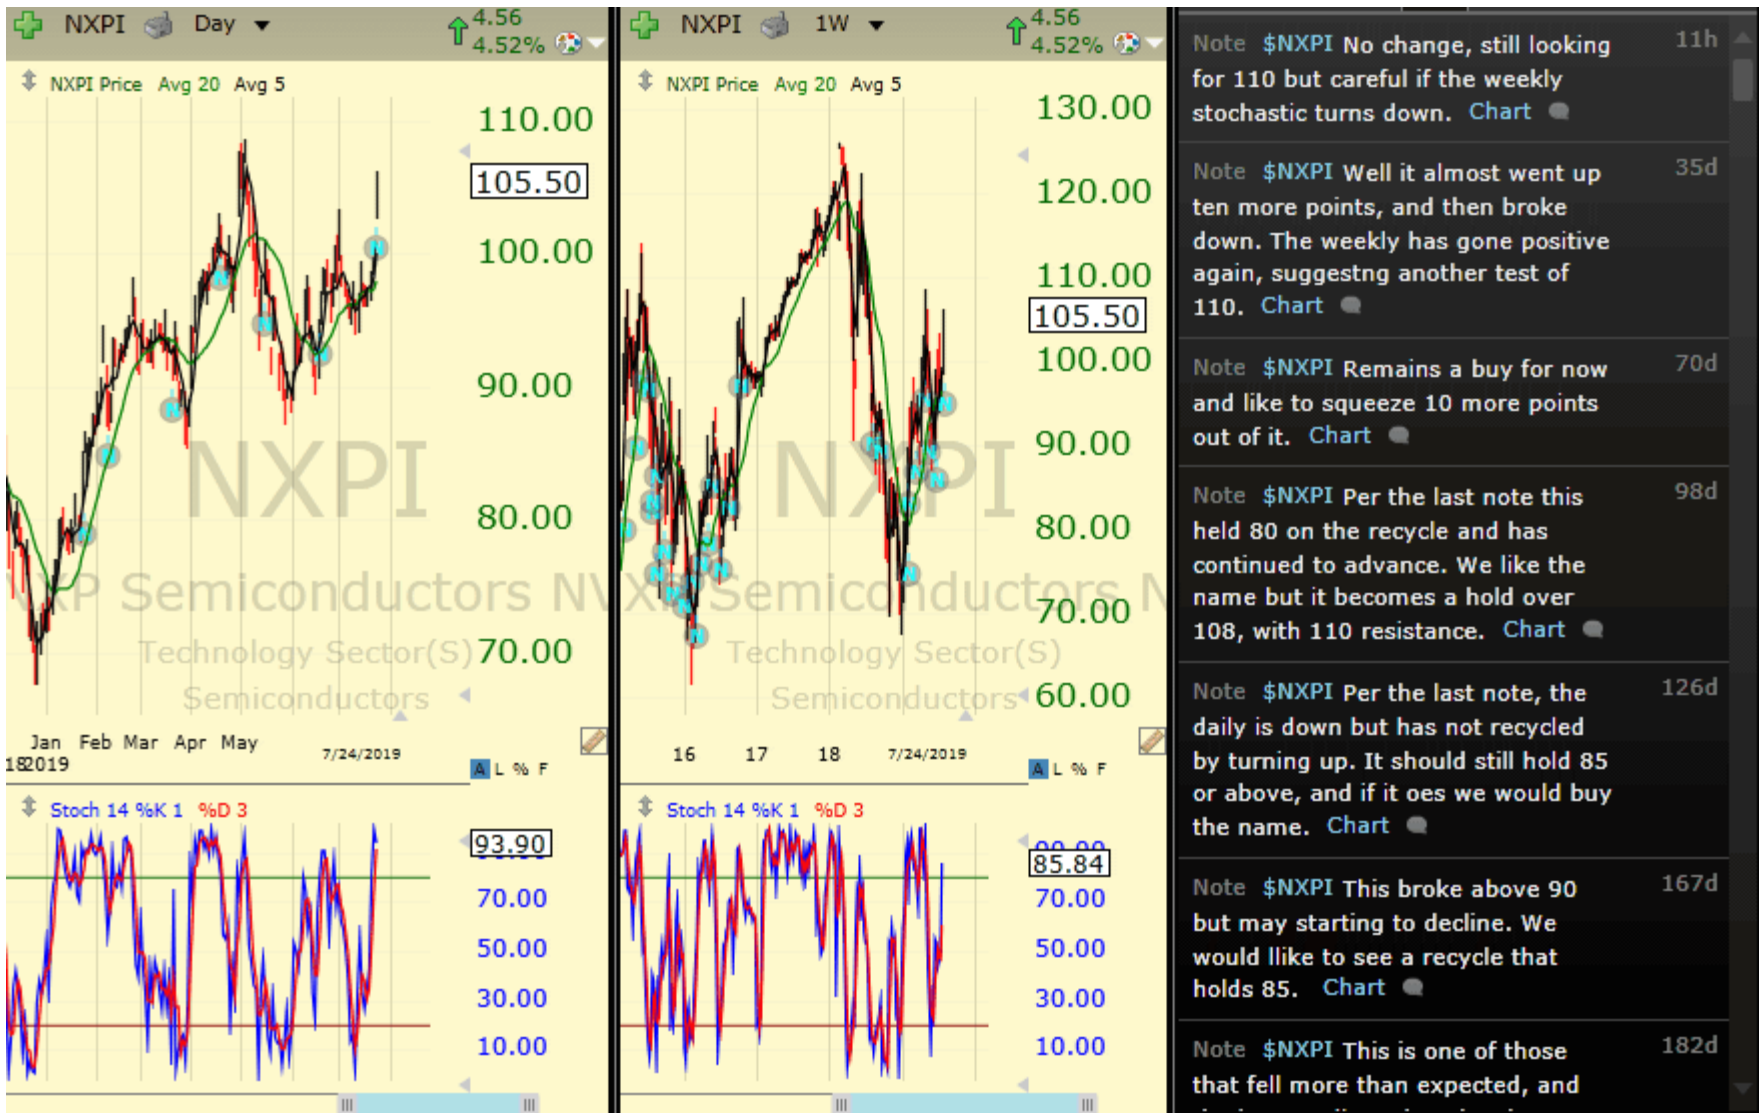 NXPI Day 4.56
4.52%
NXPI Price Avg 20 Avg 5
110.00
105.50
100.00
90.00
80.00
70.00
NXPI
NXP Semiconductors NV
Technology Sector(S)
Semiconductors
Jan Feb Mar Apr May 7/24/2019
182019
A L % F
Stoch 14 %K 1 %D 3
93.90
70.00
50.00
30.00
10.00
NXPI 1W 4.56
4.52%
NXPI Price Avg 20 Avg 5
130.00
120.00
110.00
105.50
100.00
90.00
80.00
70.00
60.00
NXPI
Semiconductors N
Technology Sector(S)
Semiconductors
16 17 18 7/24/2019
A L % F
Stoch 14 %K 1 %D 3
90.00
85.84
70.00
50.00
30.00
10.00
Note $NXPI No change, still looking 11h
for 110 but careful if the weekly
stochastic turns down. Chart
Note $NXPI Well it almost went up 35d
ten more points, and then broke
down. The weekly has gone positive
again, suggestng another test of
110. Chart
Note $NXPI Remains a buy for now 70d
and like to squeeze 10 more points
out of it. Chart
Note $NXPI Per the last note this 98d
held 80 on the recycle and has
continued to advance. We like the
name but it becomes a hold over
108, with 110 resistance. Chart
Note $NXPI Per the last note, the 126d
daily is down but has not recycled
by turning up. It should still hold 85
or above, and if it oes we would buy
the name. Chart
Note $NXPI This broke above 90 167d
but may starting to decline. We
would llike to see a recycle that
holds 85. Chart
Note $NXPI This is one of those 182d
that fell more than expected, and